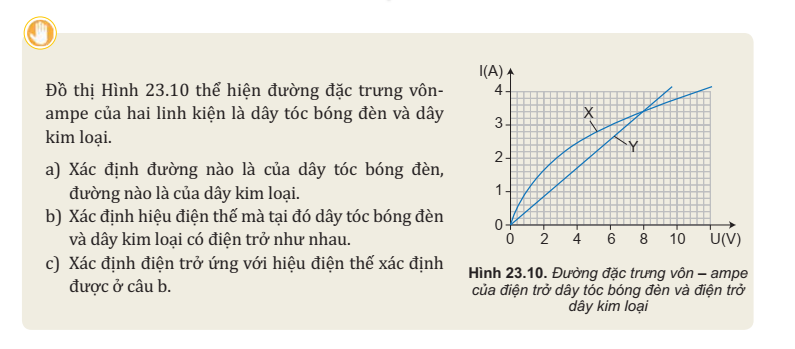 Đồ thị Hình 23.10 thể hiện đường đặc trưng vôn-
ampe của hai linh kiện là dây tóc bóng đèn và dây
kim loại.
a) Xác định đường nào là của dây tóc bóng đèn,
đường nào là của dây kim loại.
b) Xác định hiệu điện thế mà tại đó dây tóc bóng đèn
và dây kim loại có điện trở như nhau.
c) Xác định điện trở ứng với hiệu điện thế xác định
được ở câu b.
I(A)
4
3
2
1
0
X
Y
0 2 4 6 8 10 U(V)
Hình 23.10. Đường đặc trưng vôn – ampe
của điện trở dây tóc bóng đèn và điện trở
dây kim loại